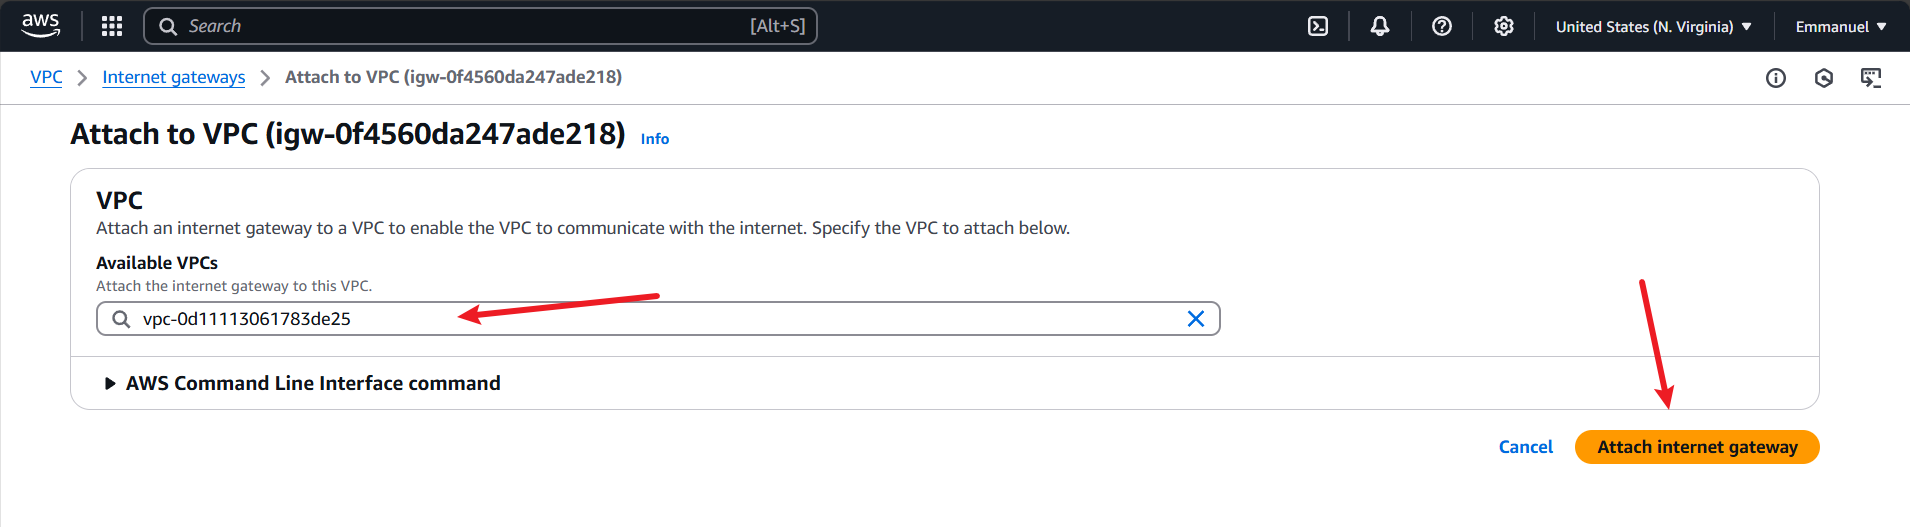 aws Search [Alt+S] United States (N. Virginia) Emmanuel
VPC Internet gateways Attach to VPC (igw-0f4560da247ade218)
Attach to VPC (igw-0f4560da247ade218) Info
VPC
Attach an internet gateway to a VPC to enable the VPC to communicate with the internet. Specify the VPC to attach below.
Available VPCs
Attach the internet gateway to this VPC.
vpc-0d11113061783de25
AWS Command Line Interface command
Cancel Attach internet gateway